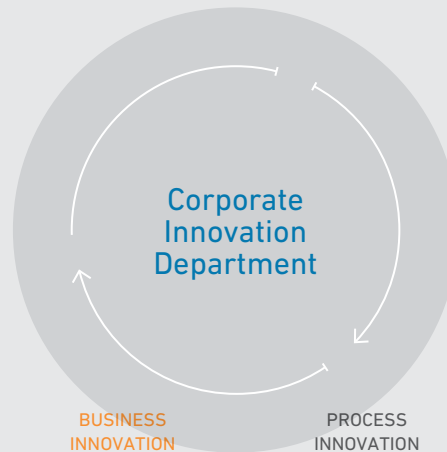 Corporate
Innovation
Department
BUSINESS
INNOVATION
PROCESS
INNOVATION